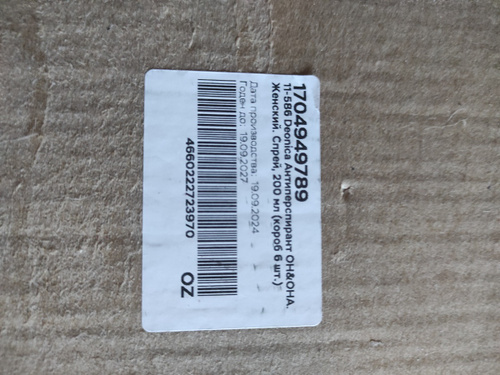 1704949789
11-586 Deonica Антиперспирант ОН&ОНА,
Женский. Спрей, 200 мл (короб 6 шт.)
Дата производства: 19.09.2024
Годен до: 19.09.2027
4660222723970
OZ